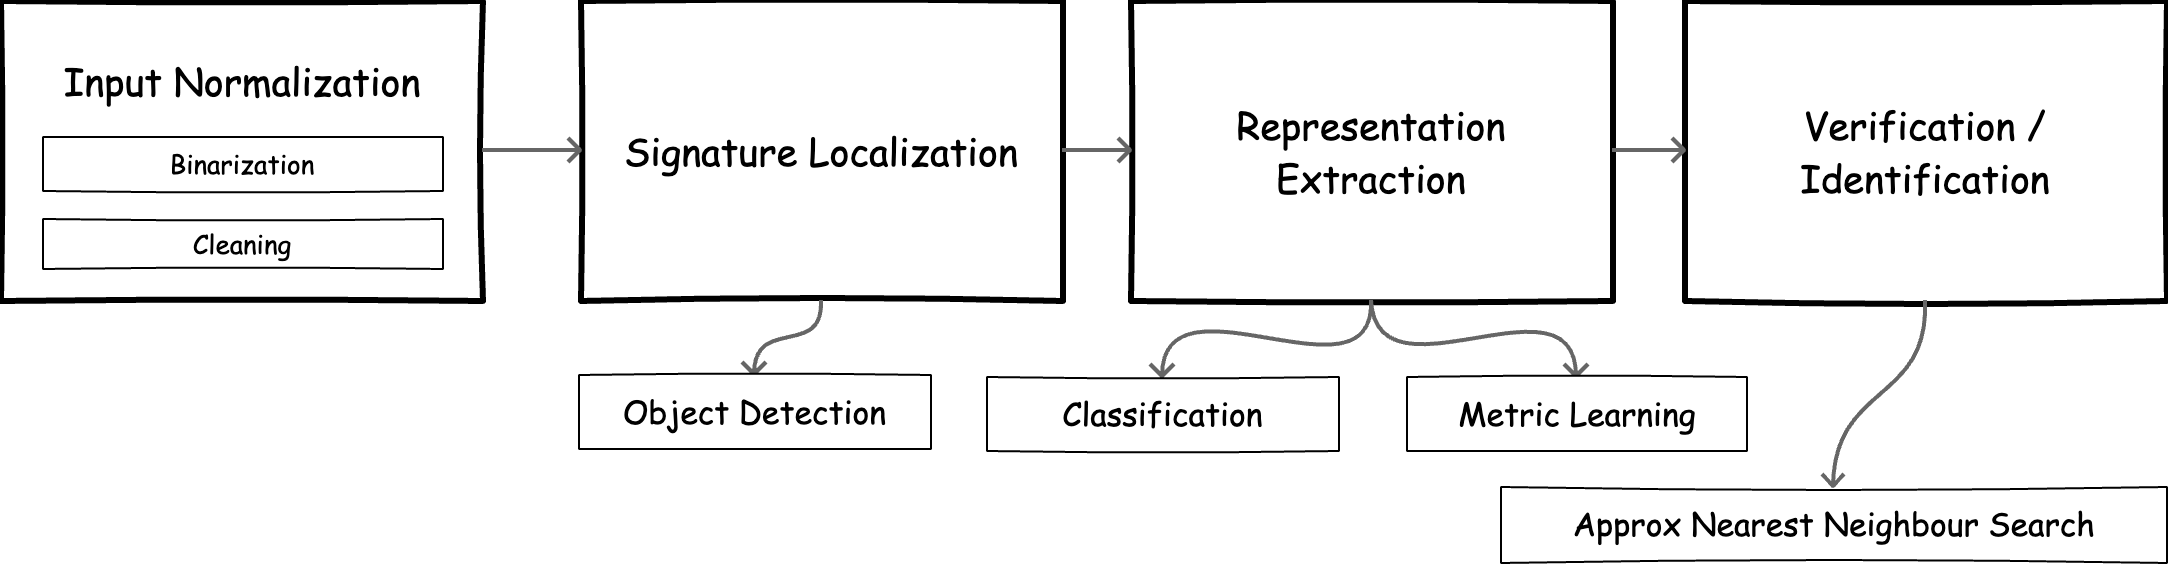 Input Normalization
Binarization
Cleaning
Signature Localization
Representation
Extraction
Verification /
Identification
Object Detection
Classification
Metric Learning
Approx Nearest Neighbour Search